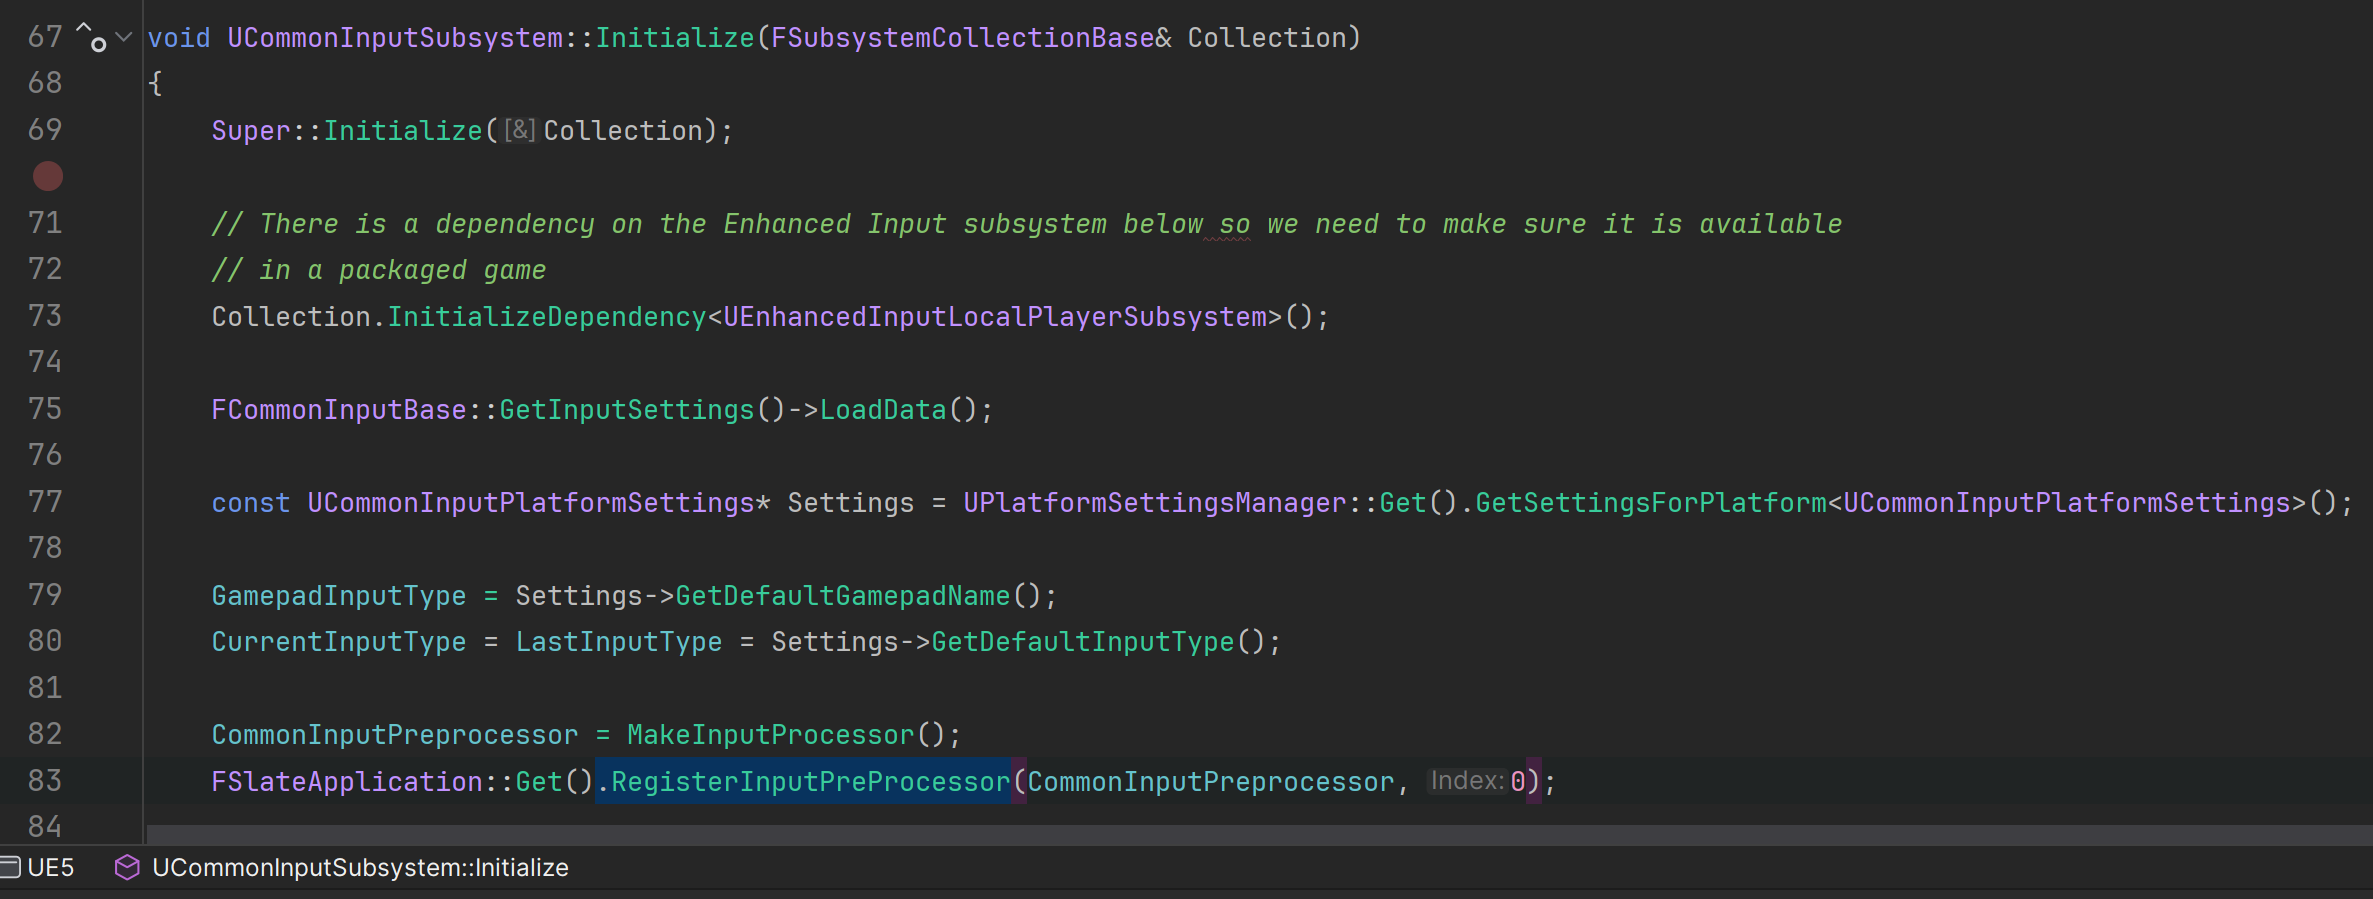 67 void UCommonInputSubsystem::Initialize(FSubsystemCollectionBase& Collection)
68 {
69 Super::Initialize([&]Collection);
71 // There is a dependency on the Enhanced Input subsystem below so we need to make sure it is available
72 // in a packaged game
73 Collection.InitializeDependency<UEnhancedInputLocalPlayerSubsystem>();
74
75 FCommonInputBase::GetInputSettings()->LoadData();
76
77 const UCommonInputPlatformSettings* Settings = UPlatformSettingsManager::Get().GetSettingsForPlatform<UCommonInputPlatformSettings>();
78
79 GamepadInputType = Settings->GetDefaultGamepadName();
80 CurrentInputType = LastInputType = Settings->GetDefaultInputType();
81
82 CommonInputPreprocessor = MakeInputProcessor();
83 FSlateApplication::Get().RegisterInputPreProcessor(CommonInputPreprocessor, Index:0);
84
UE5 UCommonInputSubsystem::Initialize